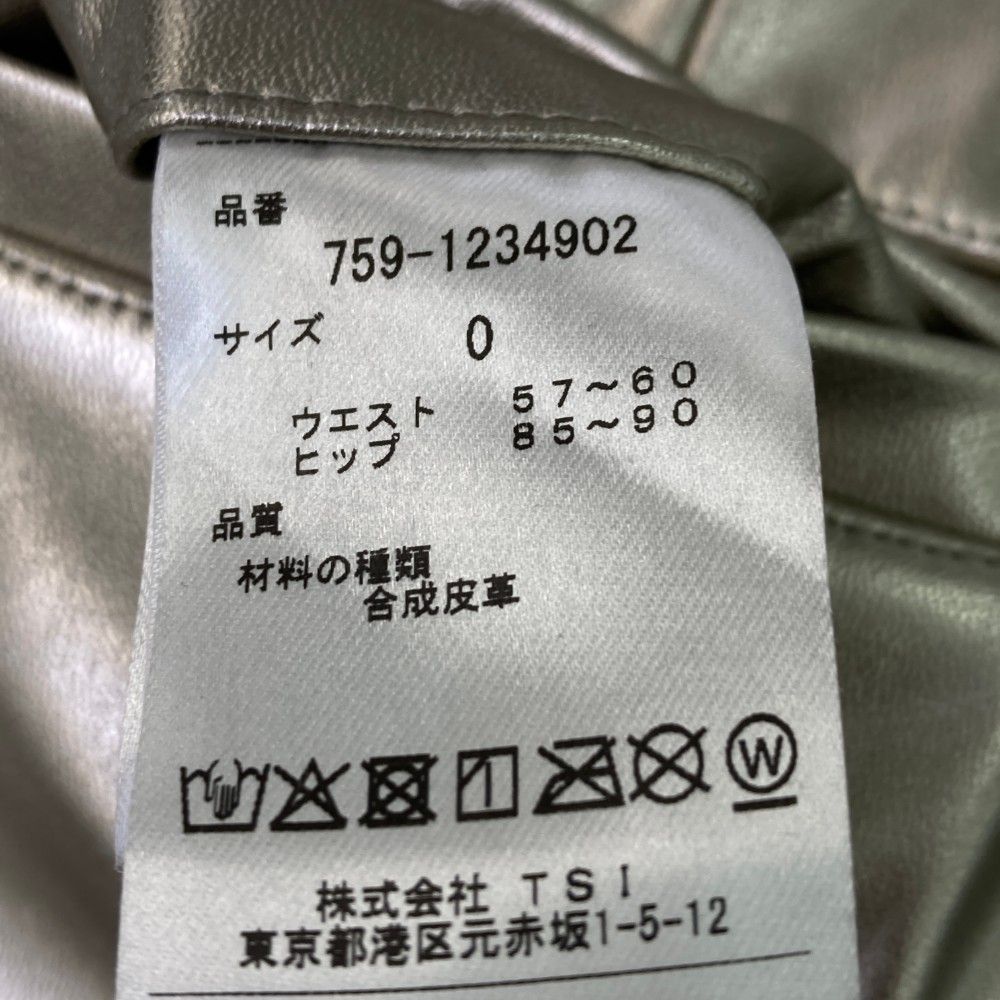 品番
759-1234902
サイズ 0
ウエスト 57～60
ヒップ 85～90
品質
材料の種類
合成皮革
W
株式会社 TSI
東京都港区元赤坂1-5-12